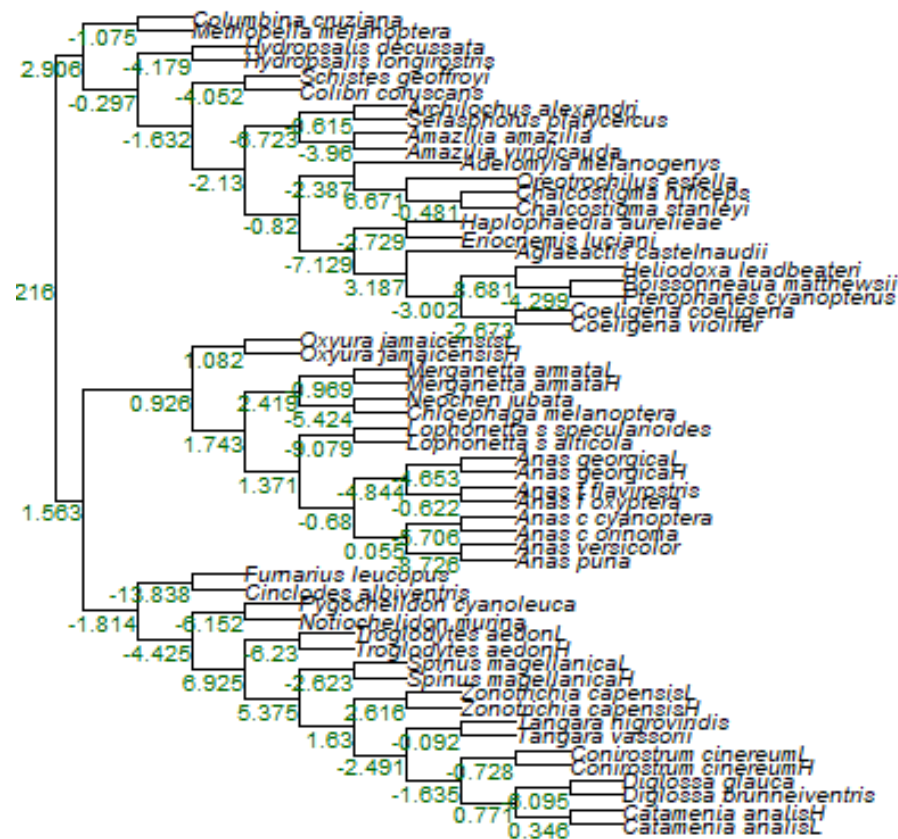 Columbina cruziana
-1.075
Metriopelia melanoptera
Hydropsalis decussata
2.906
-4.179
Hydropsalis longirostris
Schistes geoffroyi
-0.297
-4.052
Colibri coruscans
Archilochus alexandri
-1.632
-6.723
Selasphorus platycercus
Amazilia amazilia
-2.13
-3.96
Amazilia viridicauda
Adelomyia melanogenys
-2.387
Oreotrochilus estella
6.671
Chalcostigma ruficeps
-0.82
-0.481
Chalcostigma stanleyi
Haplophaedia aureliae
-2.729
Eriocnemis luciani
-7.129
Aglaeactis castelnaudii
3.187
Heliodoxa leadbeateri
216
8.681
Boissonneaua matthewsii
-3.002
-4.299
Pterophanes cyanopterus
-2.673
Coeligena coeligena
Coeligena violifer
Oxyura jamaicensisL
1.082
Oxyura jamaicensisH
Merganetta armataL
0.926
2.419
Merganetta armataH
Neochen jubata
1.743
-5.424
Chloephaga melanoptera
Lophonetta s specularioides
-9.079
Lophonetta s alticola
1.371
Anas georgicaL
-4.844
Anas georgicaH
-0.68
-0.622
Anas f flavirostris
Anas f oxyptera
1.563
Anas c cyanoptera
Anas c orinoma
0.055
-8.726
Anas versicolor
Anas puna
Furnarius leucopus
-13.838
Cinclodes albiventris
-1.814
-6.152
Pygochelidon cyanoleuca
Notiochelidon murina
-4.425
-6.23
Troglodytes aedonL
Troglodytes aedonH
6.925
-2.623
Spinus magellanicaL
Spinus magellanicaH
5.375
2.616
Zonotrichia capensisL
Zonotrichia capensisH
1.63
-0.092
Tangara nigroviridis
Tangara vassorii
-2.491
-0.728
Conirostrum cinereumL
Conirostrum cinereumH
-1.635
Diglossa glauca
0.771
Diglossa brunneiventris
0.346
Catamenia analisH
Catamenia analisL